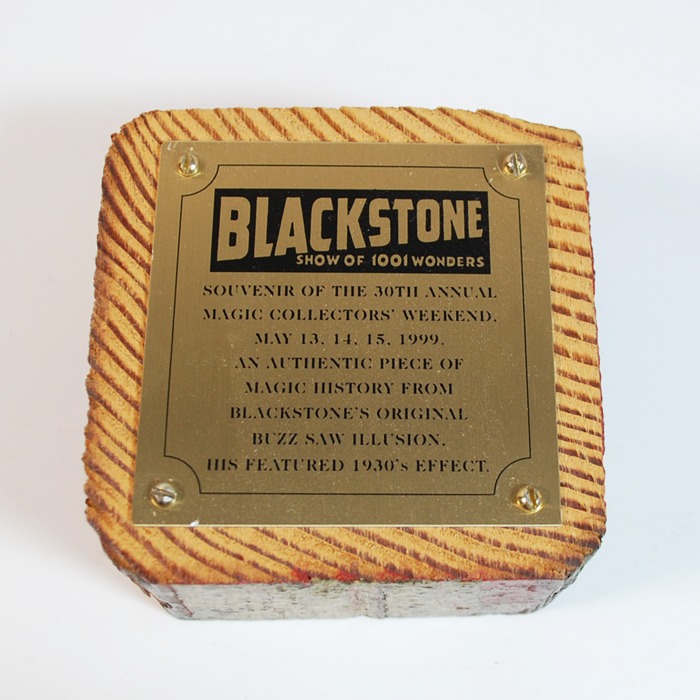 BLACKSTONE
SHOW OF 1001 WONDERS
SOUVENIR OF THE 30TH ANNUAL
MAGIC COLLECTORS' WEEKEND,
MAY 13, 14, 15, 1999.
AN AUTHENTIC PIECE OF
MAGIC HISTORY FROM
BLACKSTONE'S ORIGINAL
BUZZ SAW ILLUSION,
HIS FEATURED 1930's EFFECT.